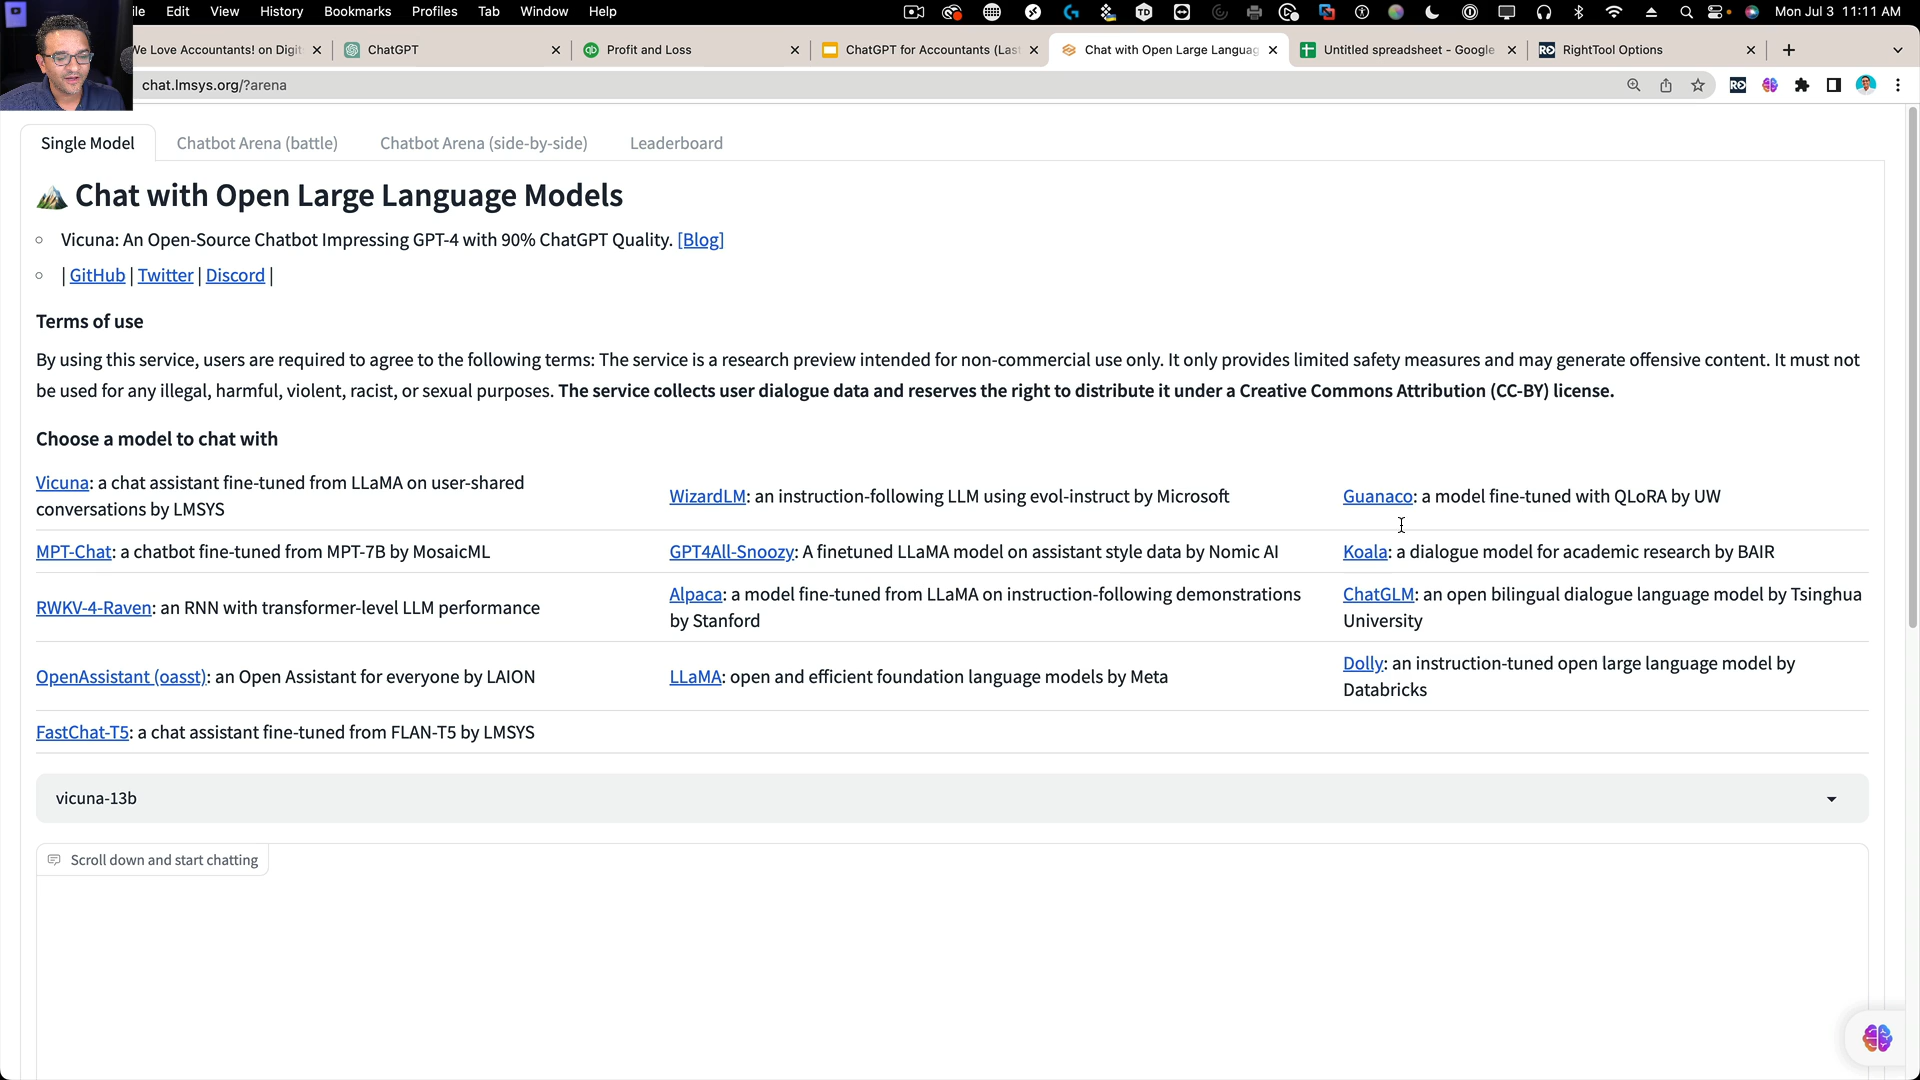 ile Edit View History Bookmarks Profiles Tab Window Help TD Mon Jul 3 11:11 AM
We Love Accountants! on Digit ChatGPT qb Profit and Loss ChatGPT for Accountants (Las Chat with Open Large Languag Untitled spreadsheet - Google RightTool Options
chat.lmsys.org/?arena
Single Model Chatbot Arena (battle) Chatbot Arena (side-by-side) Leaderboard
Chat with Open Large Language Models
Vicuna: An Open-Source Chatbot Impressing GPT-4 with 90% ChatGPT Quality. [Blog]
| GitHub | Twitter | Discord |
Terms of use
By using this service, users are required to agree to the following terms: The service is a research preview intended for non-commercial use only. It only provides limited safety measures and may generate offensive content. It must not
be used for any illegal, harmful, violent, racist, or sexual purposes. The service collects user dialogue data and reserves the right to distribute it under a Creative Commons Attribution (CC-BY) license.
Choose a model to chat with
Vicuna: a chat assistant fine-tuned from LLaMA on user-shared
conversations by LMSYS
WizardLM: an instruction-following LLM using evol-instruct by Microsoft
Guanaco: a model fine-tuned with QLoRA by UW
MPT-Chat: a chatbot fine-tuned from MPT-7B by MosaicML
GPT4All-Snoozy: A finetuned LLaMA model on assistant style data by Nomic AI
Koala: a dialogue model for academic research by BAIR
RWKV-4-Raven: an RNN with transformer-level LLM performance
Alpaca: a model fine-tuned from LLaMA on instruction-following demonstrations
by Stanford
ChatGLM: an open bilingual dialogue language model by Tsinghua
University
OpenAssistant (oasst): an Open Assistant for everyone by LAION
LLaMA: open and efficient foundation language models by Meta
Dolly: an instruction-tuned open large language model by
Databricks
FastChat-T5: a chat assistant fine-tuned from FLAN-T5 by LMSYS
vicuna-13b
Scroll down and start chatting